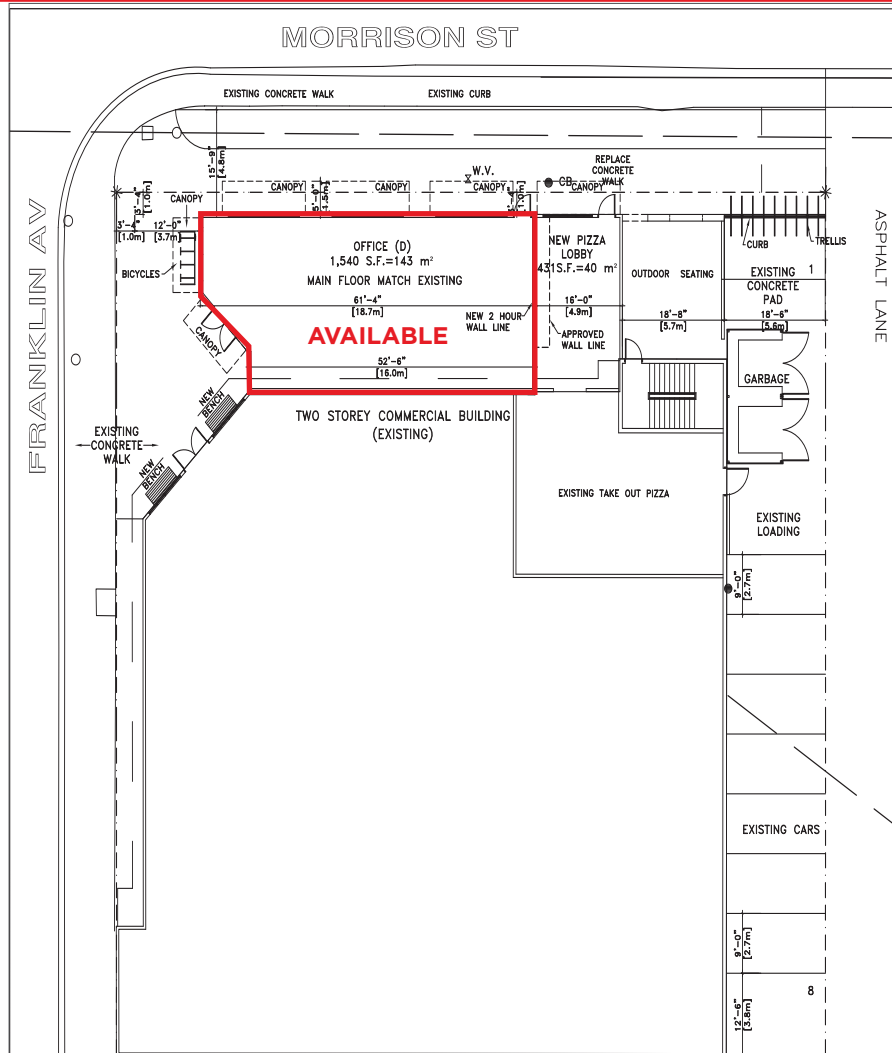 MORRISON ST
EXISTING CONCRETE WALK
EXISTING CURB
15'-9"
[4.8m]
W.V.
REPLACE
CONCRETE
WALK
CB
CANOPY
CANOPY
CANOPY
CANOPY
CANOPY
3'-4"
[1.0m]
5'-0"
[1.0m]
3'-4"
[1.0m]
12'-0"
[3.7m]
BICYCLES
CANOPY
FRANKLIN AV
ASPHALT LANE
OFFICE (D)
1,540 S.F.=143 m²
MAIN FLOOR MATCH EXISTING
61'-4"
[18.7m]
AVAILABLE
52'-6"
[16.0m]
NEW 2 HOUR
WALL LINE
NEW PIZZA
LOBBY
431S.F.=40 m²
16'-0"
[4.9m]
APPROVED
WALL LINE
OUTDOOR SEATING
18'-8"
[5.7m]
CURB
TRELLIS
EXISTING
CONCRETE
PAD
1
18'-6"
[5.6m]
GARBAGE
NEW
BENCH
NEW
BENCH
EXISTING
CONCRETE
WALK
TWO STOREY COMMERCIAL BUILDING
(EXISTING)
EXISTING TAKE OUT PIZZA
EXISTING
LOADING
9'-0"
[2.7m]
EXISTING CARS
9'-0"
[2.7m]
8
12'-6"
[3.8m]